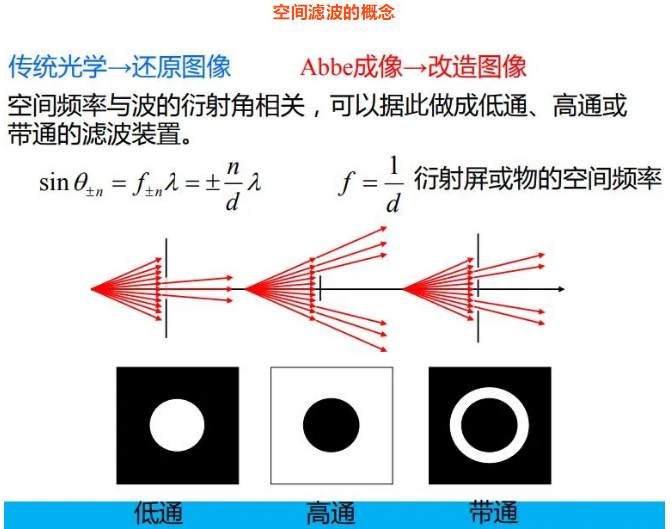 空间滤波的概念
传统光学→还原图像 Abbe成像→改造图像
空间频率与波的衍射角相关，可以据此做成低通、高通或
带通的滤波装置。
sin θ±n = f±n λ = ± n/d λ f = 1/d 衍射屏或物的空间频率
低通 高通 带通